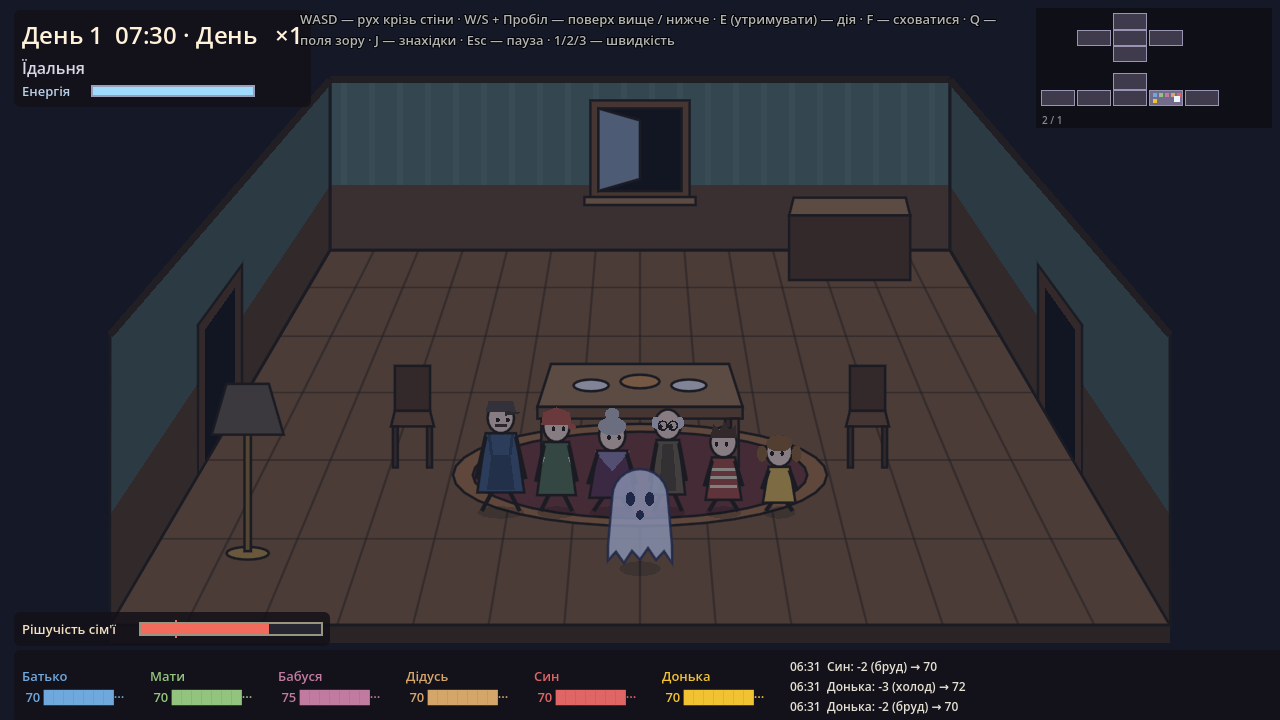 День 1 07:30 · День ×1
Їдальня
Енергія
WASD — рух крізь стіни · W/S + Пробіл — поверх вище / нижче · E (утримувати) — дія · F — сховатися · Q —
поля зору · J — знахідки · Esc — пауза · 1/2/3 — швидкість
2 / 1
Рішучість сім'ї
Батько Мати Бабуся Дідусь Син Донька
70 ... 70 ... 75 ... 70 ... 70 ... 70 ...
06:31 Син: -2 (бруд) → 70
06:31 Донька: -3 (холод) → 72
06:31 Донька: -2 (бруд) → 70